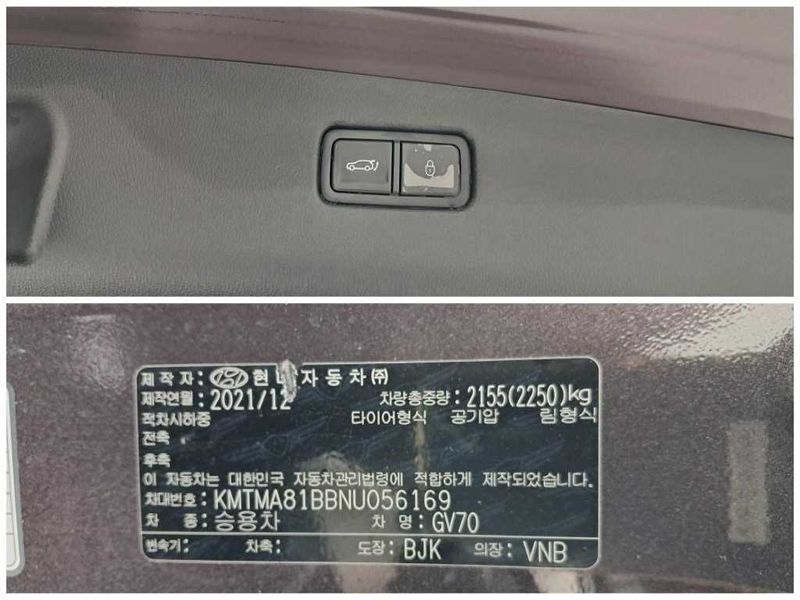 제작자: HYUNDAI 현대자동차㈜
제작연월: 2021/12 차량총중량: 2155(2250)kg
적차시하중 타이어형식 공기압 림형식
전축
후축
이 자동차는 대한민국 자동차관리법령에 적합하게 제작되었습니다.
차대번호: KMTMA81BBNU056169
차 종: 승용차 차 명: GV70
변속기: 차축: 도장: BJK 의장: VNB